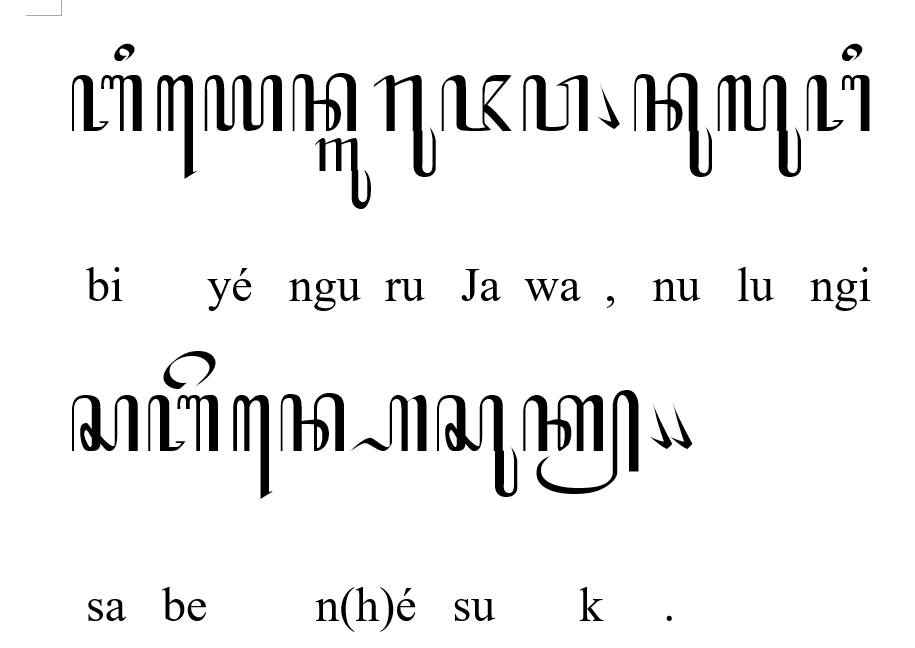 ꦧꦶꦪꦺꦤ꧀ꦒꦸꦫꦸꦗꦮ꧈ꦤꦸꦭꦸꦔꦶ
bi yé ngu ru Ja wa , nu lu ngi
ꦱꦧꦼꦤ꧀ꦲꦺꦱꦸꦏ꧀꧉
sa be n(h)é su k .